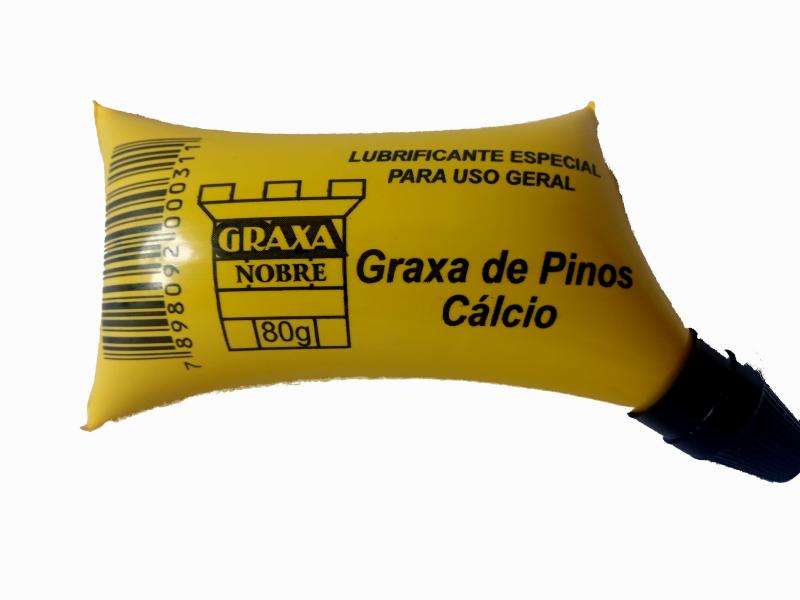 LUBRIFICANTE ESPECIAL
PARA USO GERAL
GRAXA
NOBRE
80g
Graxa de Pinos
Cálcio
7898092000311